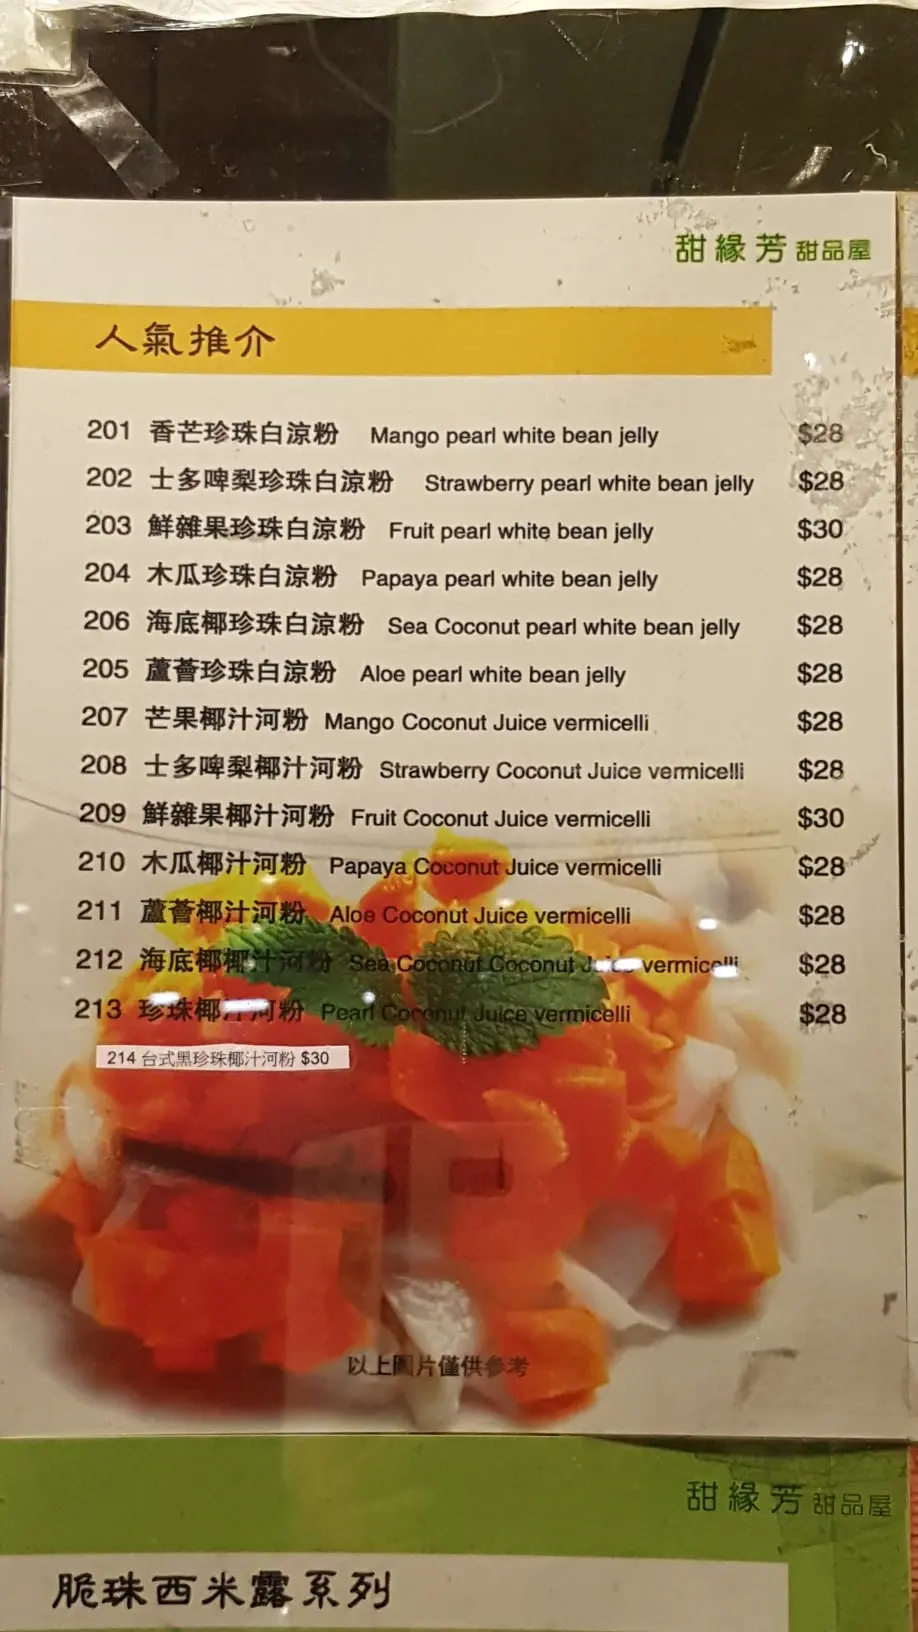 甜緣芳甜品屋
人氣推介
201 香芒珍珠白涼粉 Mango pearl white bean jelly $28
202 士多啤梨珍珠白涼粉 Strawberry pearl white bean jelly $28
203 鮮雜果珍珠白涼粉 Fruit pearl white bean jelly $30
204 木瓜珍珠白涼粉 Papaya pearl white bean jelly $28
206 海底椰珍珠白涼粉 Sea Coconut pearl white bean jelly $28
205 蘆薈珍珠白涼粉 Aloe pearl white bean jelly $28
207 芒果椰汁河粉 Mango Coconut Juice vermicelli $28
208 士多啤梨椰汁河粉 Strawberry Coconut Juice vermicelli $28
209 鮮雜果椰汁河粉 Fruit Coconut Juice vermicelli $30
210 木瓜椰汁河粉 Papaya Coconut Juice vermicelli $28
211 蘆薈椰汁河粉 Aloe Coconut Juice vermicelli $28
212 海底椰椰汁河粉 Sea Coconut Coconut Juice vermicelli $28
213 珍珠椰汁河粉 Pearl Coconut Juice vermicelli $28
214 台式黑珍珠椰汁河粉 $30
以上圖片僅供參考
甜緣芳甜品屋
脆珠西米露系列